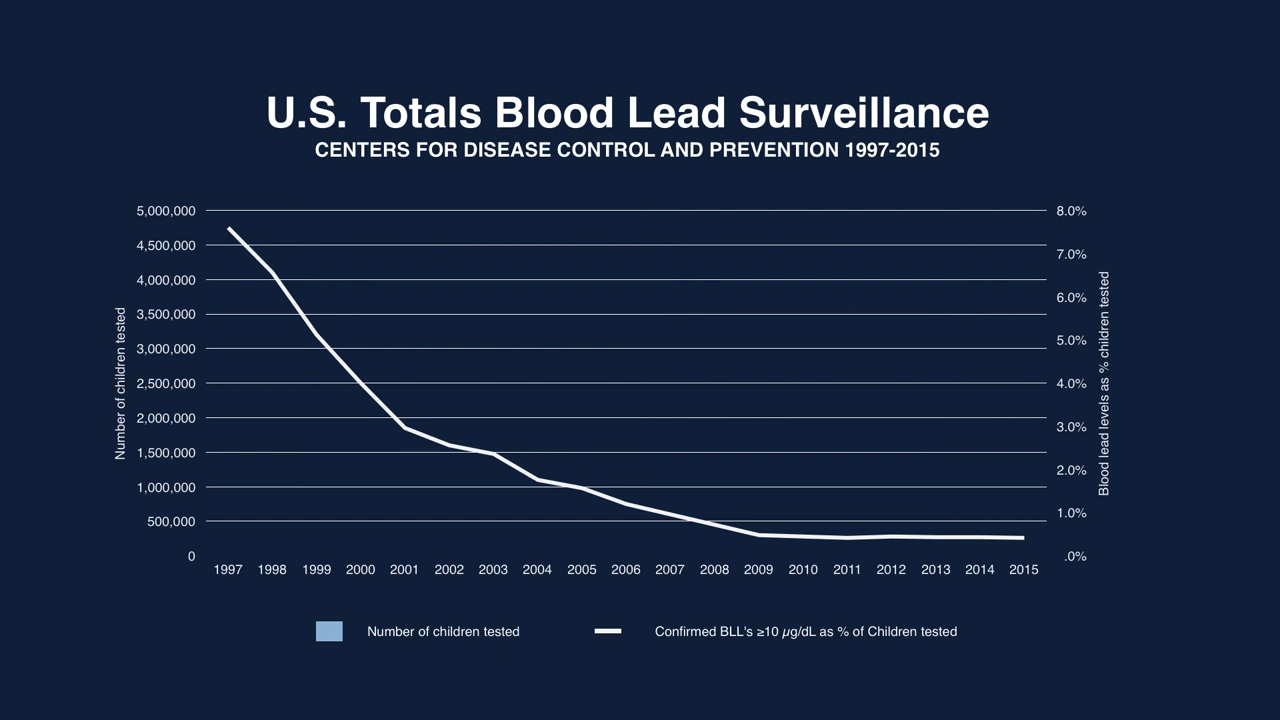 U.S. Totals Blood Lead Surveillance
CENTERS FOR DISEASE CONTROL AND PREVENTION 1997-2015
5,000,000
4,500,000
4,000,000
3,500,000
3,000,000
2,500,000
2,000,000
1,500,000
1,000,000
500,000
0
Number of children tested
8.0%
7.0%
6.0%
5.0%
4.0%
3.0%
2.0%
1.0%
.0%
Blood lead levels as % children tested
1997 1998 1999 2000 2001 2002 2003 2004 2005 2006 2007 2008 2009 2010 2011 2012 2013 2014 2015
Number of children tested
Confirmed BLL's ≥10 µg/dL as % of Children tested